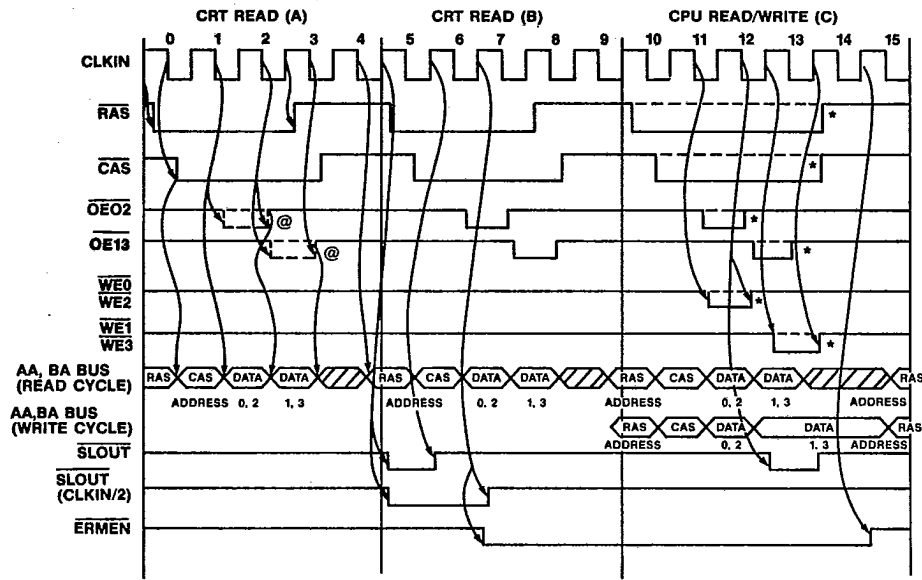 CRT READ (A) CRT READ (B) CPU READ/WRITE (C)
0 1 2 3 4 5 6 7 8 9 10 11 12 13 14 15
CLKIN
RAS *
CAS *
OEO2 @ *
OE13 @ *
WE0
WE2 *
WE1
WE3 *
AA, BA BUS
(READ CYCLE) RAS CAS DATA DATA RAS CAS DATA DATA RAS CAS DATA DATA RAS
ADDRESS 0, 2 1, 3 ADDRESS 0, 2 1, 3 ADDRESS 0, 2 1, 3 ADDRESS
AA,BA BUS
(WRITE CYCLE) RAS CAS DATA DATA RAS
ADDRESS 0, 2 1, 3 ADDRESS
SLOUT
SLOUT
(CLKIN/2)
ERMEN